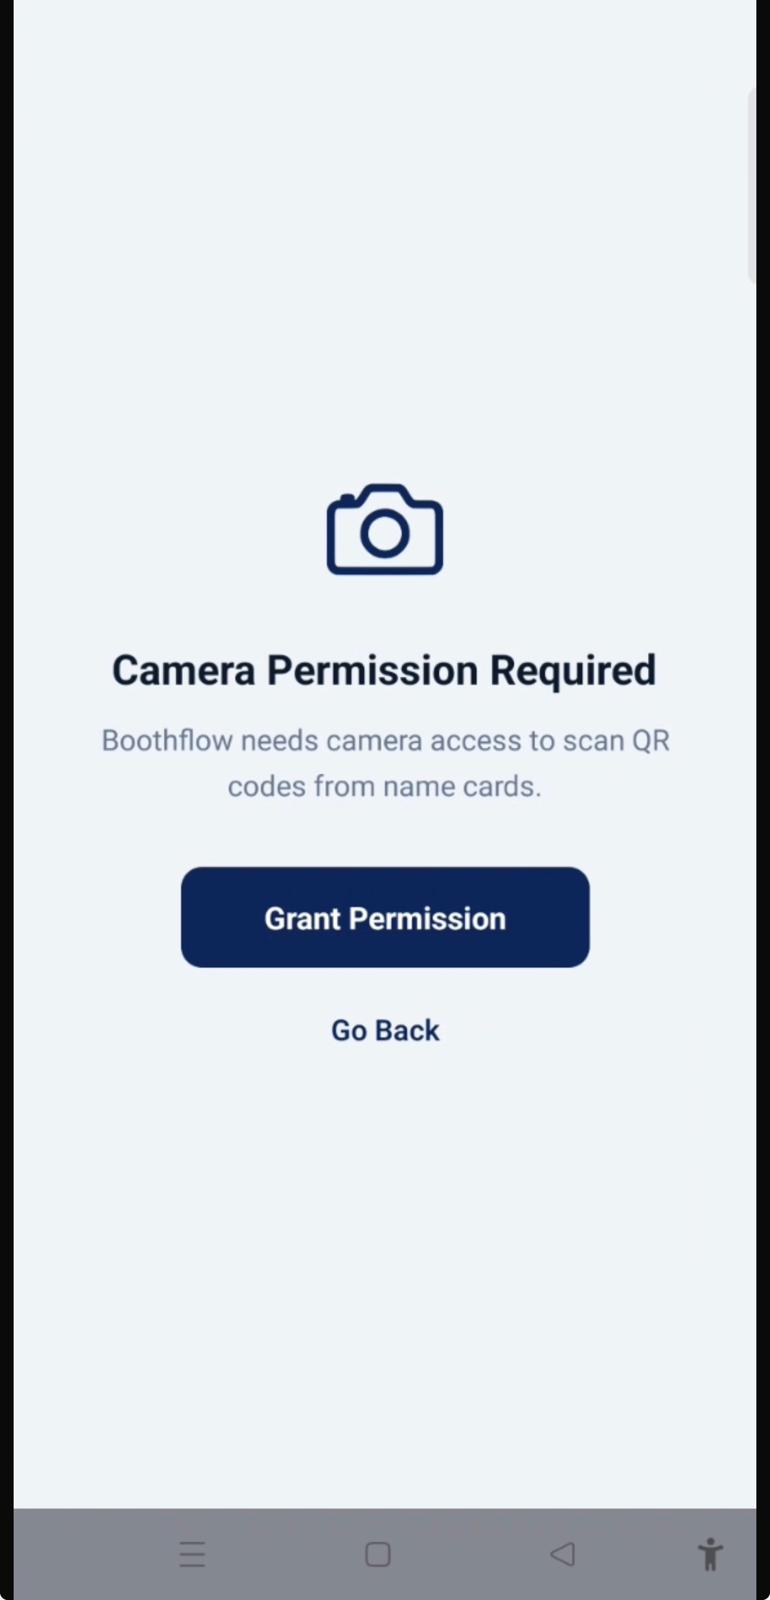 Camera Permission Required
Boothflow needs camera access to scan QR
codes from name cards.
Grant Permission
Go Back